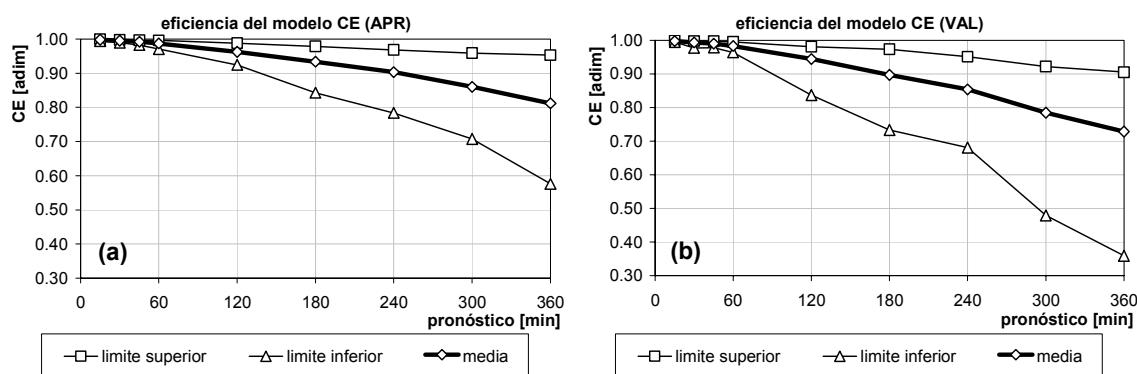 eficiencia del modelo CE (APR)
1.00
0.90
0.80
0.70
0.60
0.50
0.40
0.30
CE [adim]
(a)
0 60 120 180 240 300 360
pronóstico [min]
limite superior limite inferior media
eficiencia del modelo CE (VAL)
1.00
0.90
0.80
0.70
0.60
0.50
0.40
0.30
CE [adim]
(b)
0 60 120 180 240 300 360
pronóstico [min]
limite superior limite inferior media